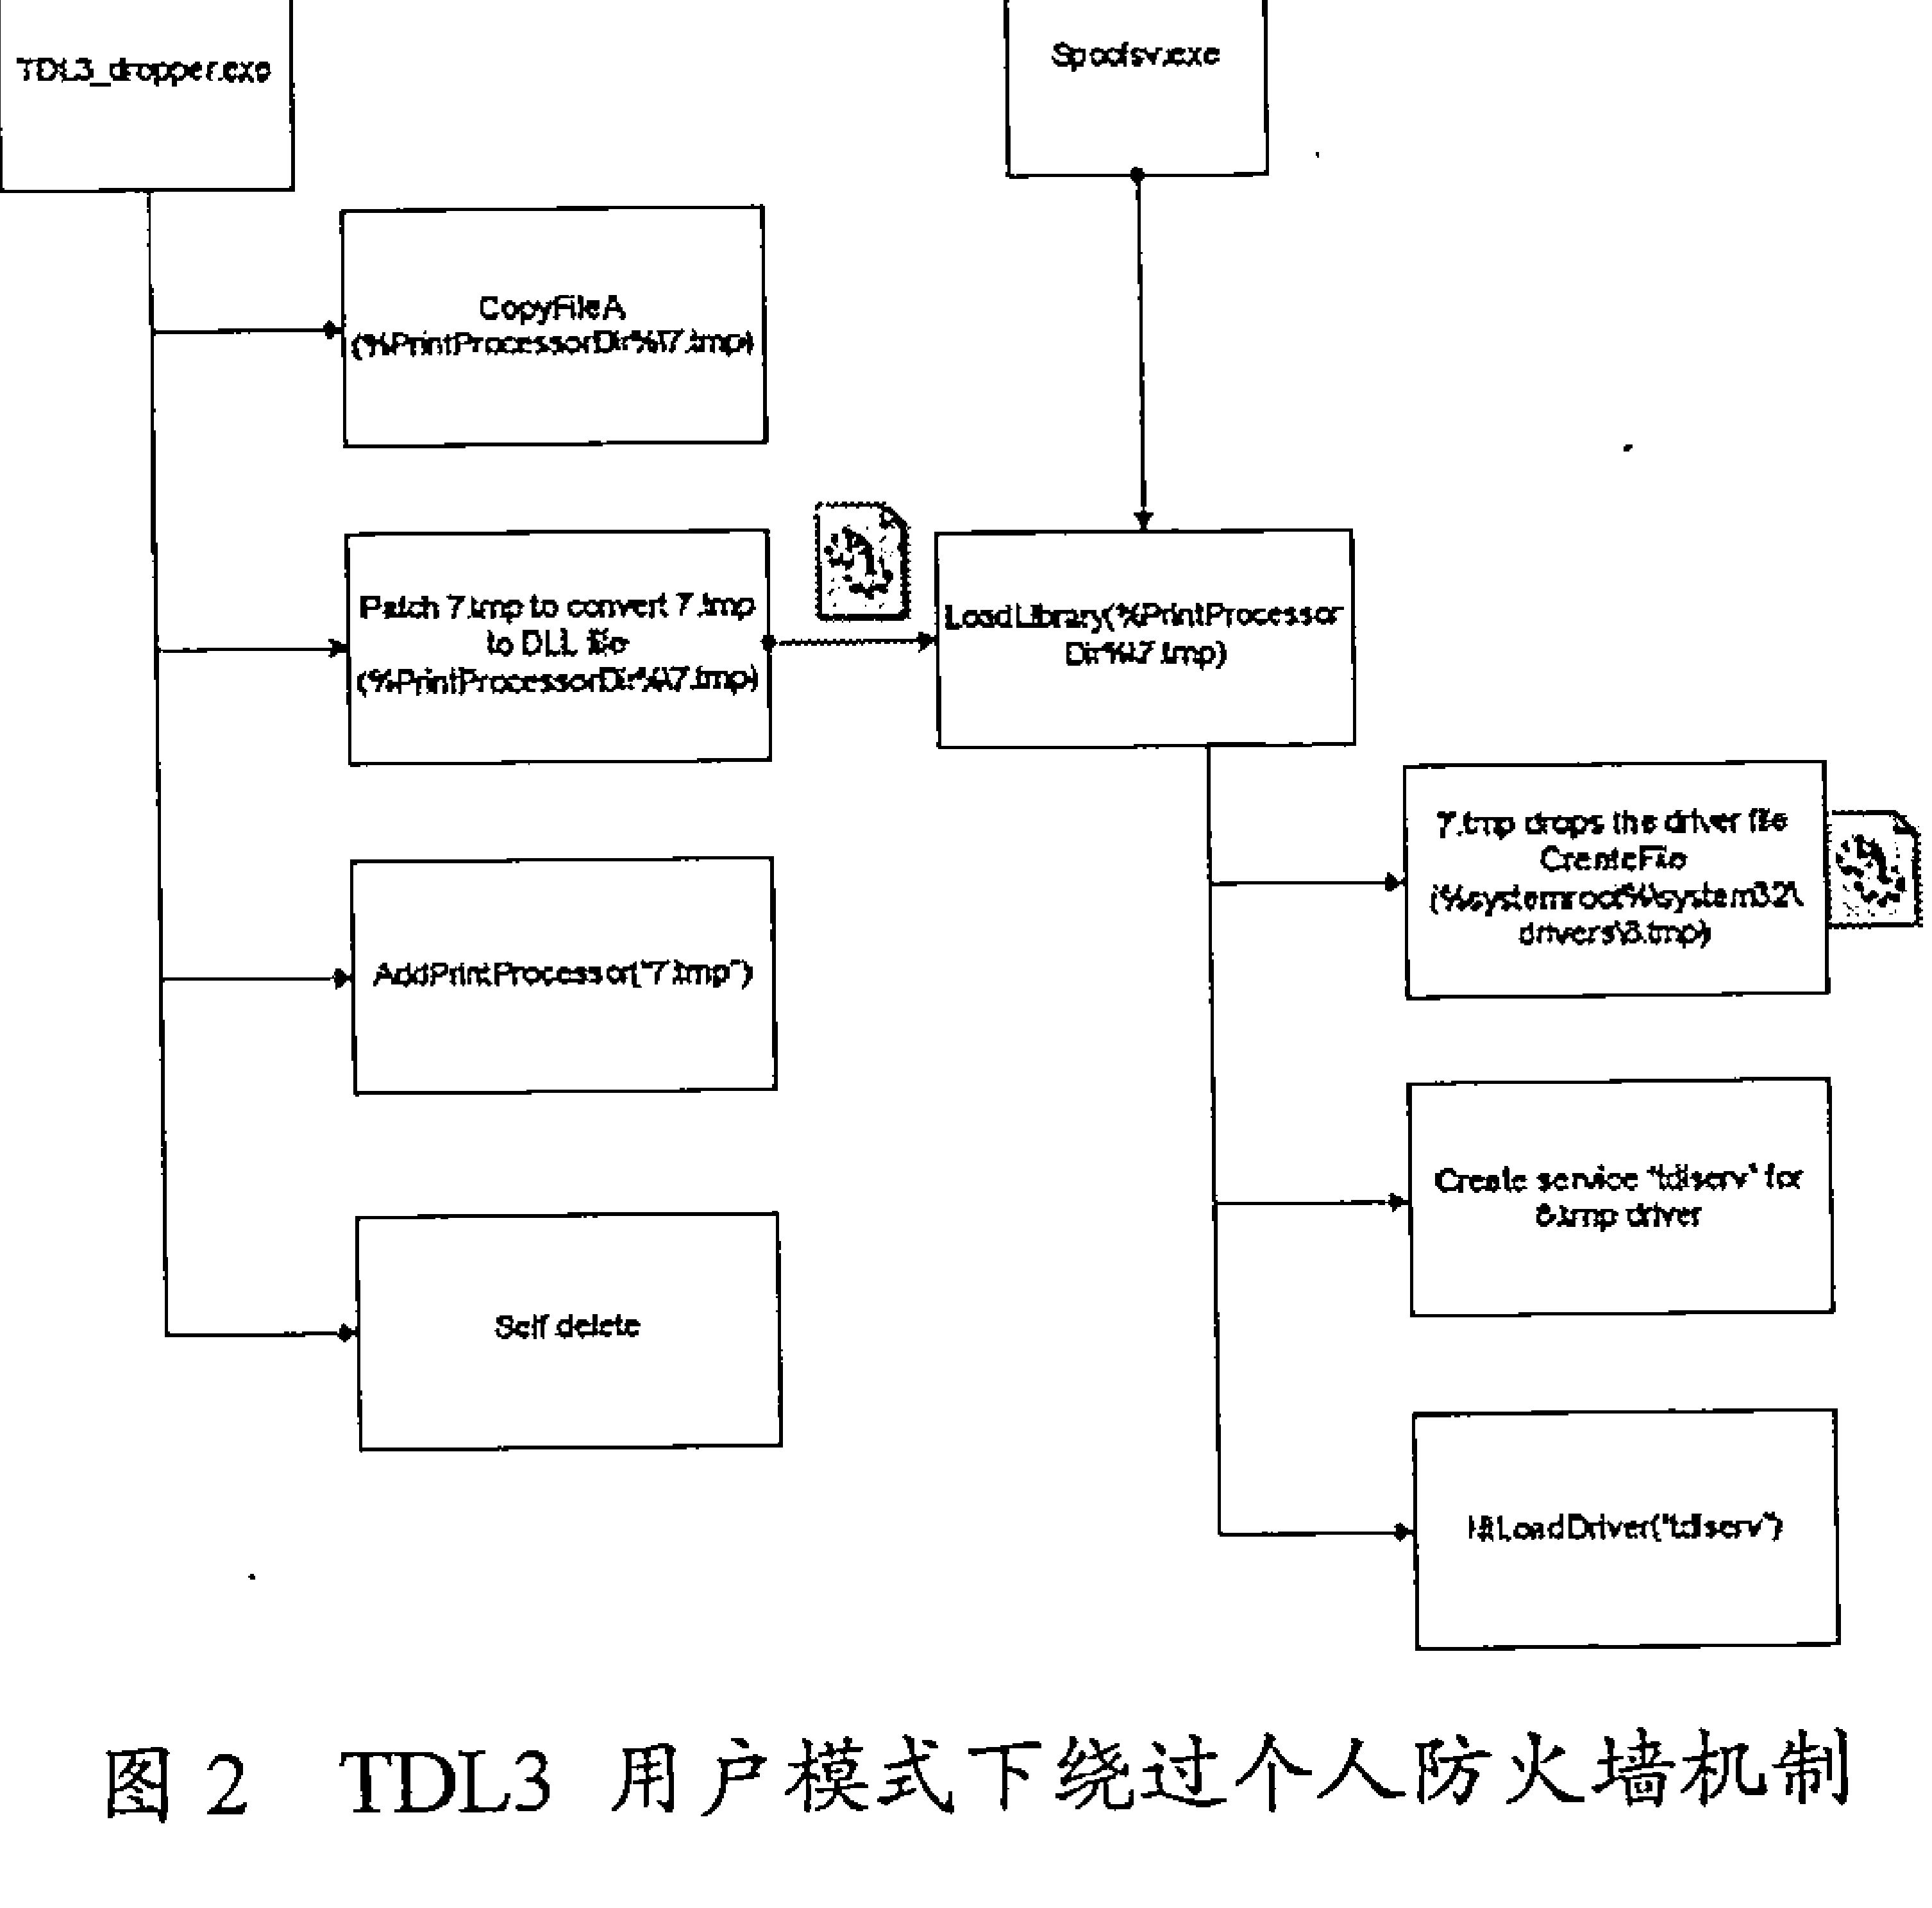 TDL3_dropper.exe
Spoofsv.exe
CopyFileA
(%PrintProcessorDir%\7.tmp)
Patch 7.tmp to convert 7.tmp
to DLL file
(%PrintProcessorDir%\7.tmp)
LoadLibrary(%PrintProcessor
Dir%\7.tmp)
7.tmp drops the driver file
CreateFile
(%systemroot%\system32\
drivers\8.tmp)
AddPrintProcessor("7.tmp")
Create service "tdlserv" for
8.tmp driver
Self delete
NtLoadDriver("tdlserv")
图 2 TDL3 用户模式下绕过个人防火墙机制